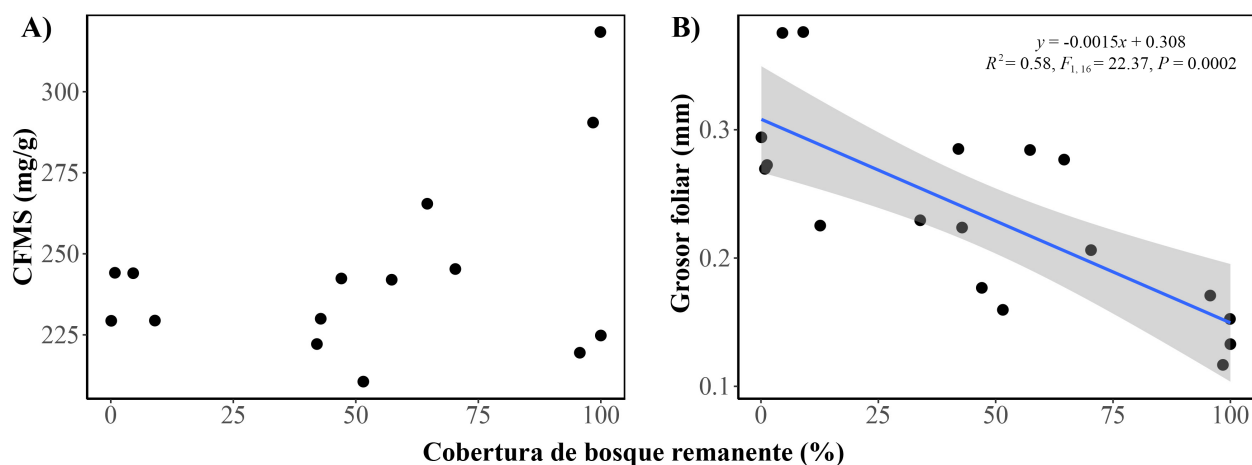 A)
CFMS (mg/g)
300
275
250
225
0 25 50 75 100
B)
y = -0.0015x + 0.308
R² = 0.58, F₁, ₁₆ = 22.37, P = 0.0002
Grosor foliar (mm)
0.3
0.2
0.1
0 25 50 75 100
Cobertura de bosque remanente (%)